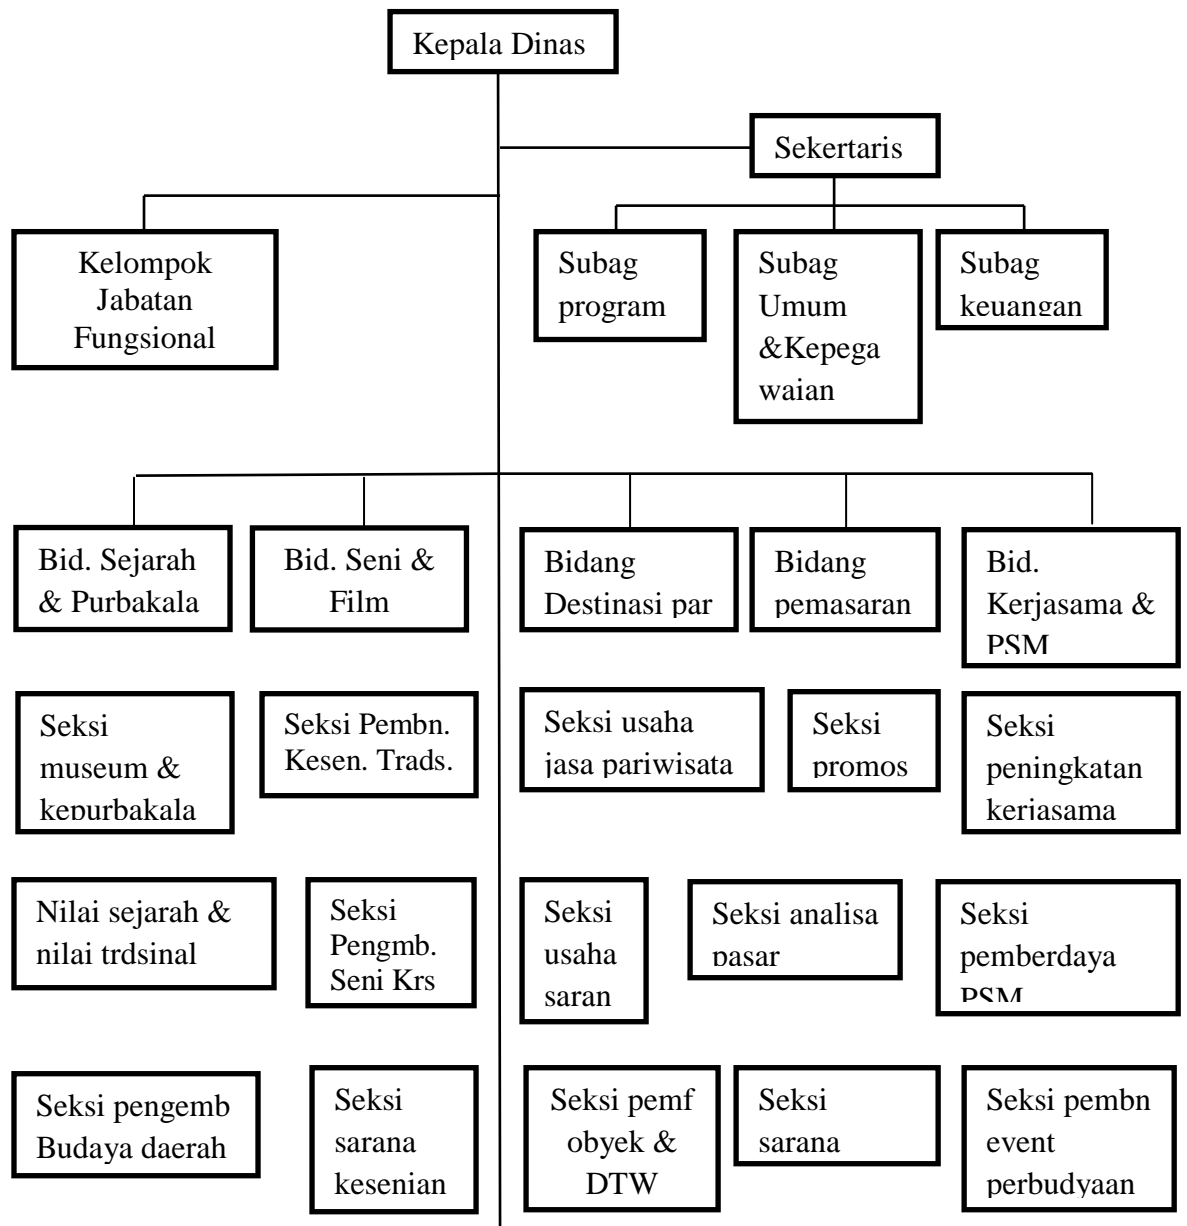 Kepala Dinas
Sekertaris
Kelompok
Jabatan
Fungsional
Subag
program
Subag
Umum
&Kepega
waian
Subag
keuangan
Bid. Sejarah
& Purbakala
Bid. Seni &
Film
Bidang
Destinasi par
Bidang
pemasaran
Bid.
Kerjasama &
PSM
Seksi
museum &
kepurbakala
Seksi Pembn.
Kesen. Trads.
Seksi usaha
jasa pariwisata
Seksi
promos
Seksi
peningkatan
kerjasama
Nilai sejarah &
nilai trdsinal
Seksi
Pengmb.
Seni Krs
Seksi
usaha
saran
Seksi analisa
pasar
Seksi
pemberdaya
PSM
Seksi pengemb
Budaya daerah
Seksi
sarana
kesenian
Seksi pemf
obyek &
DTW
Seksi
sarana
Seksi pembn
event
perbudyaan